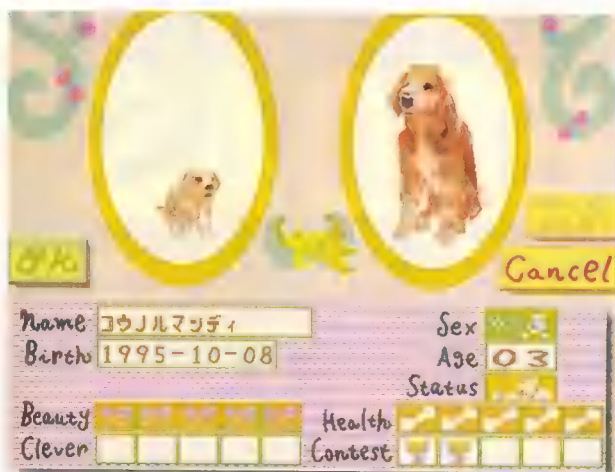 Cancel
Name コウノルマンディ Sex
Birth 1995-10-08 Age 03
Status
Beauty Health
Clever Contest